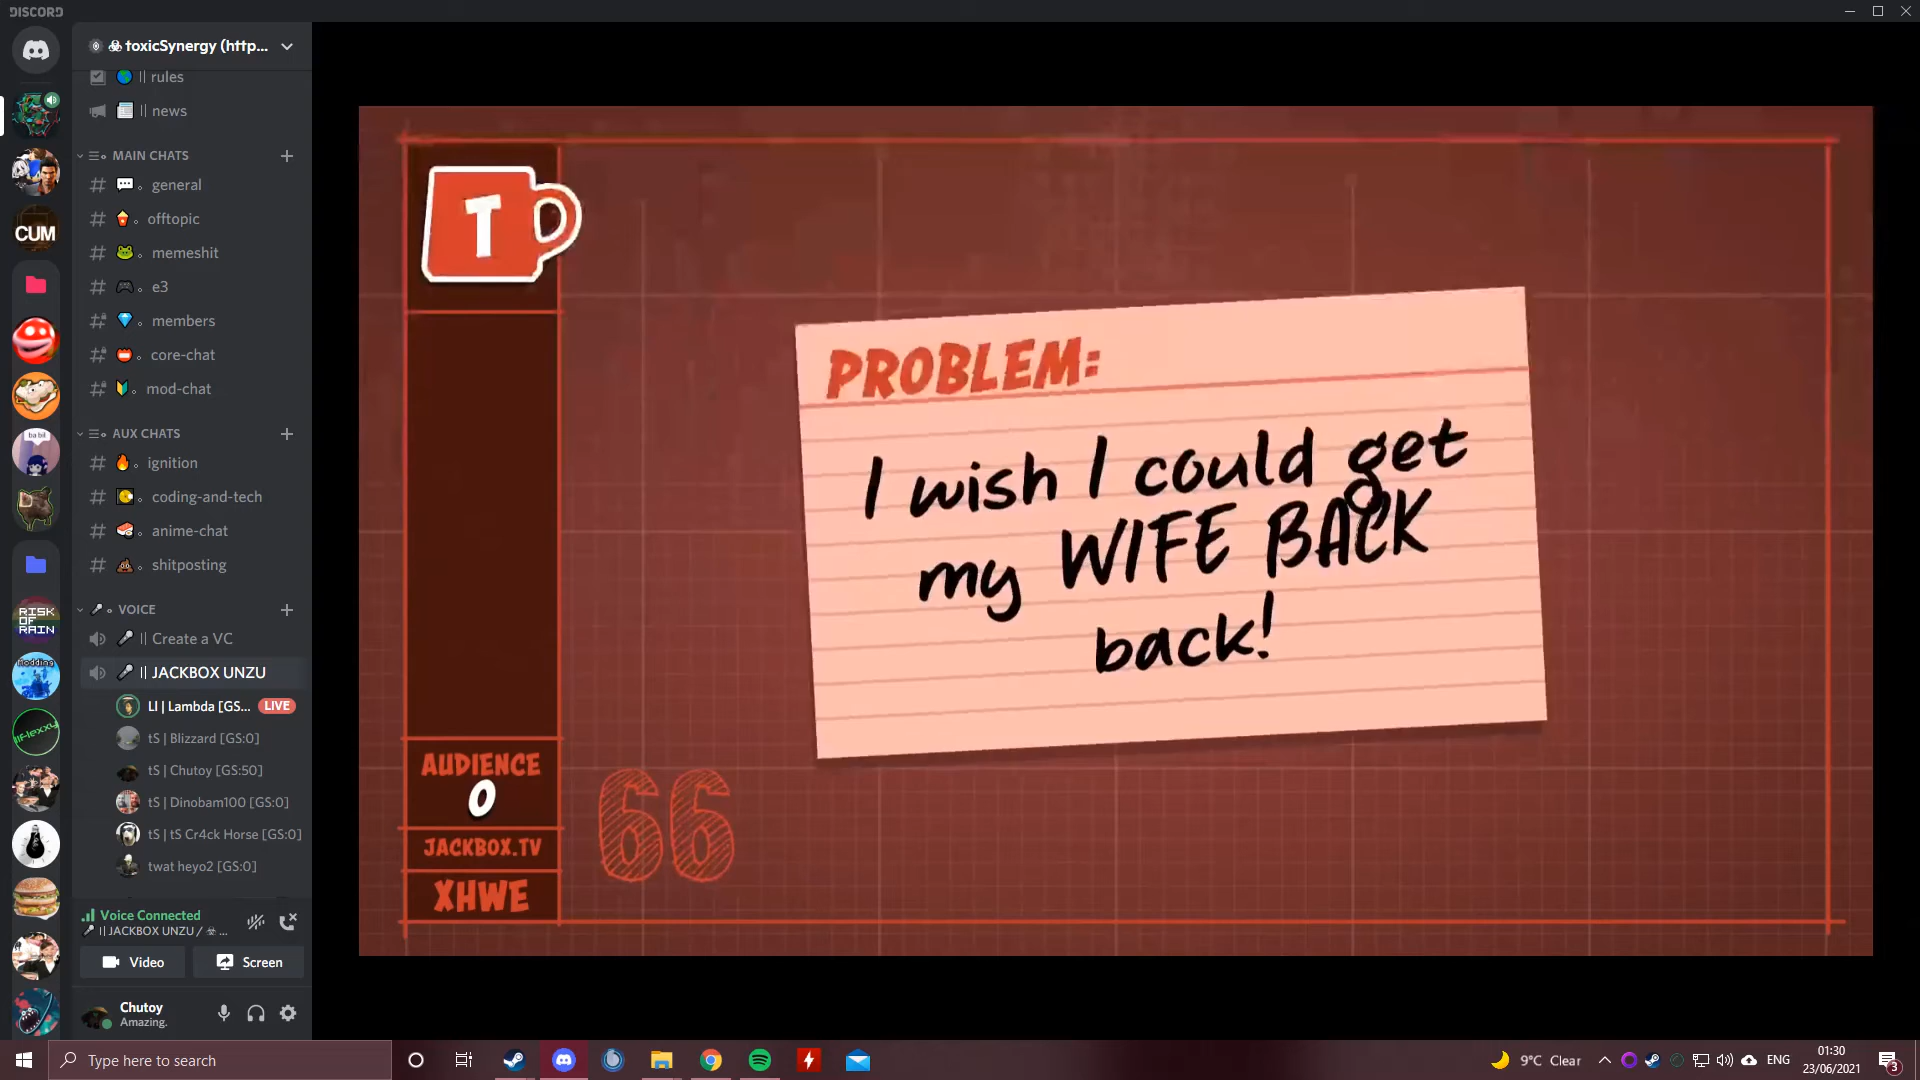 DISCORD
toxicSynergy (http...
|| rules
|| news
MAIN CHATS
general
offtopic
memeshit
e3
members
core-chat
mod-chat
AUX CHATS
ignition
coding-and-tech
anime-chat
shitposting
VOICE
|| Create a VC
|| JACKBOX UNZU
LI | Lambda [GS... LIVE
tS | Blizzard [GS:0]
tS | Chutoy [GS:50]
tS | Dinobam100 [GS:0]
tS | tS Cr4ck Horse [GS:0]
twat heyo2 [GS:0]
Voice Connected
|| JACKBOX UNZU / ...
Video Screen
Chutoy
Amazing.
CUM
ba bil
RISK
OF
RAIN
Modding
T
PROBLEM:
I wish I could get
my WIFE BACK
back!
AUDIENCE
0
JACKBOX.TV
XHWE
66
Type here to search
9°C Clear
ENG
01:30
23/06/2021
3